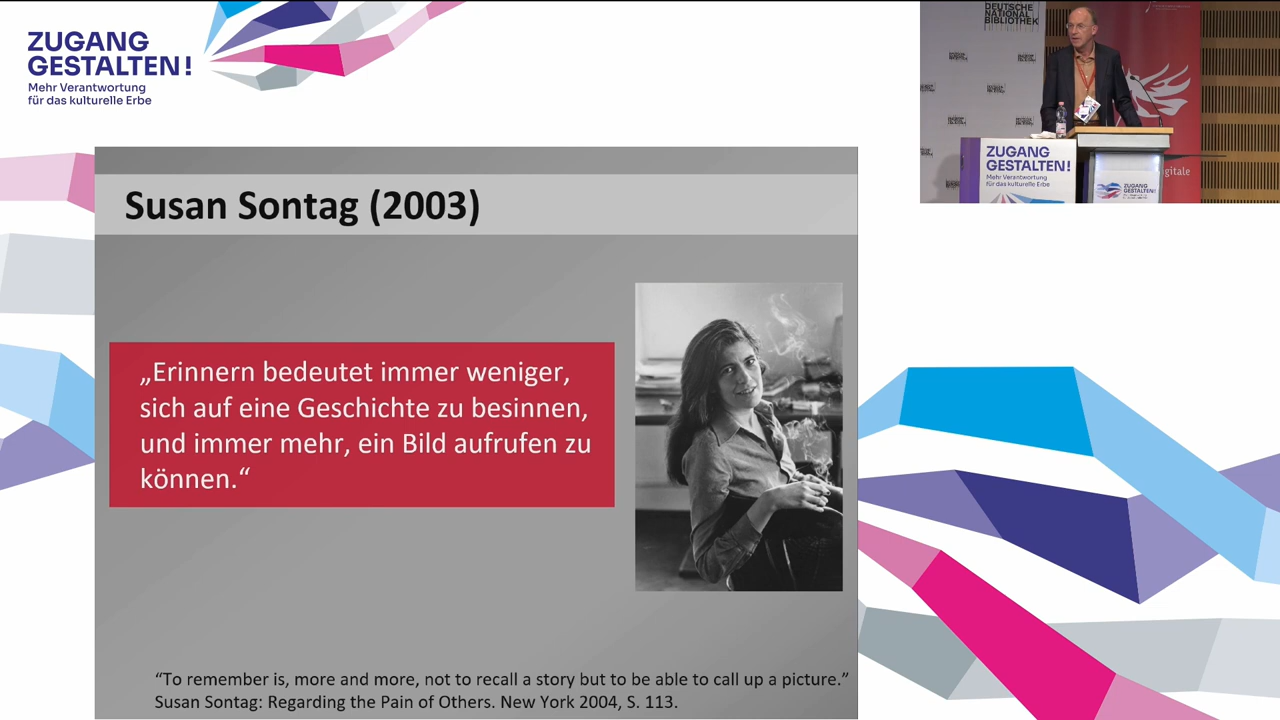 ZUGANG
GESTALTEN!
Mehr Verantwortung
für das kulturelle Erbe
DEUTSCHE
NATIONAL
BIBLIOTHEK
ZUGANG
GESTALTEN!
Mehr Verantwortung
für das kulturelle Erbe
ZUGANG
GESTALTEN!
igitale
Susan Sontag (2003)
„Erinnern bedeutet immer weniger,
sich auf eine Geschichte zu besinnen,
und immer mehr, ein Bild aufrufen zu
können.“
“To remember is, more and more, not to recall a story but to be able to call up a picture.”
Susan Sontag: Regarding the Pain of Others. New York 2004, S. 113.